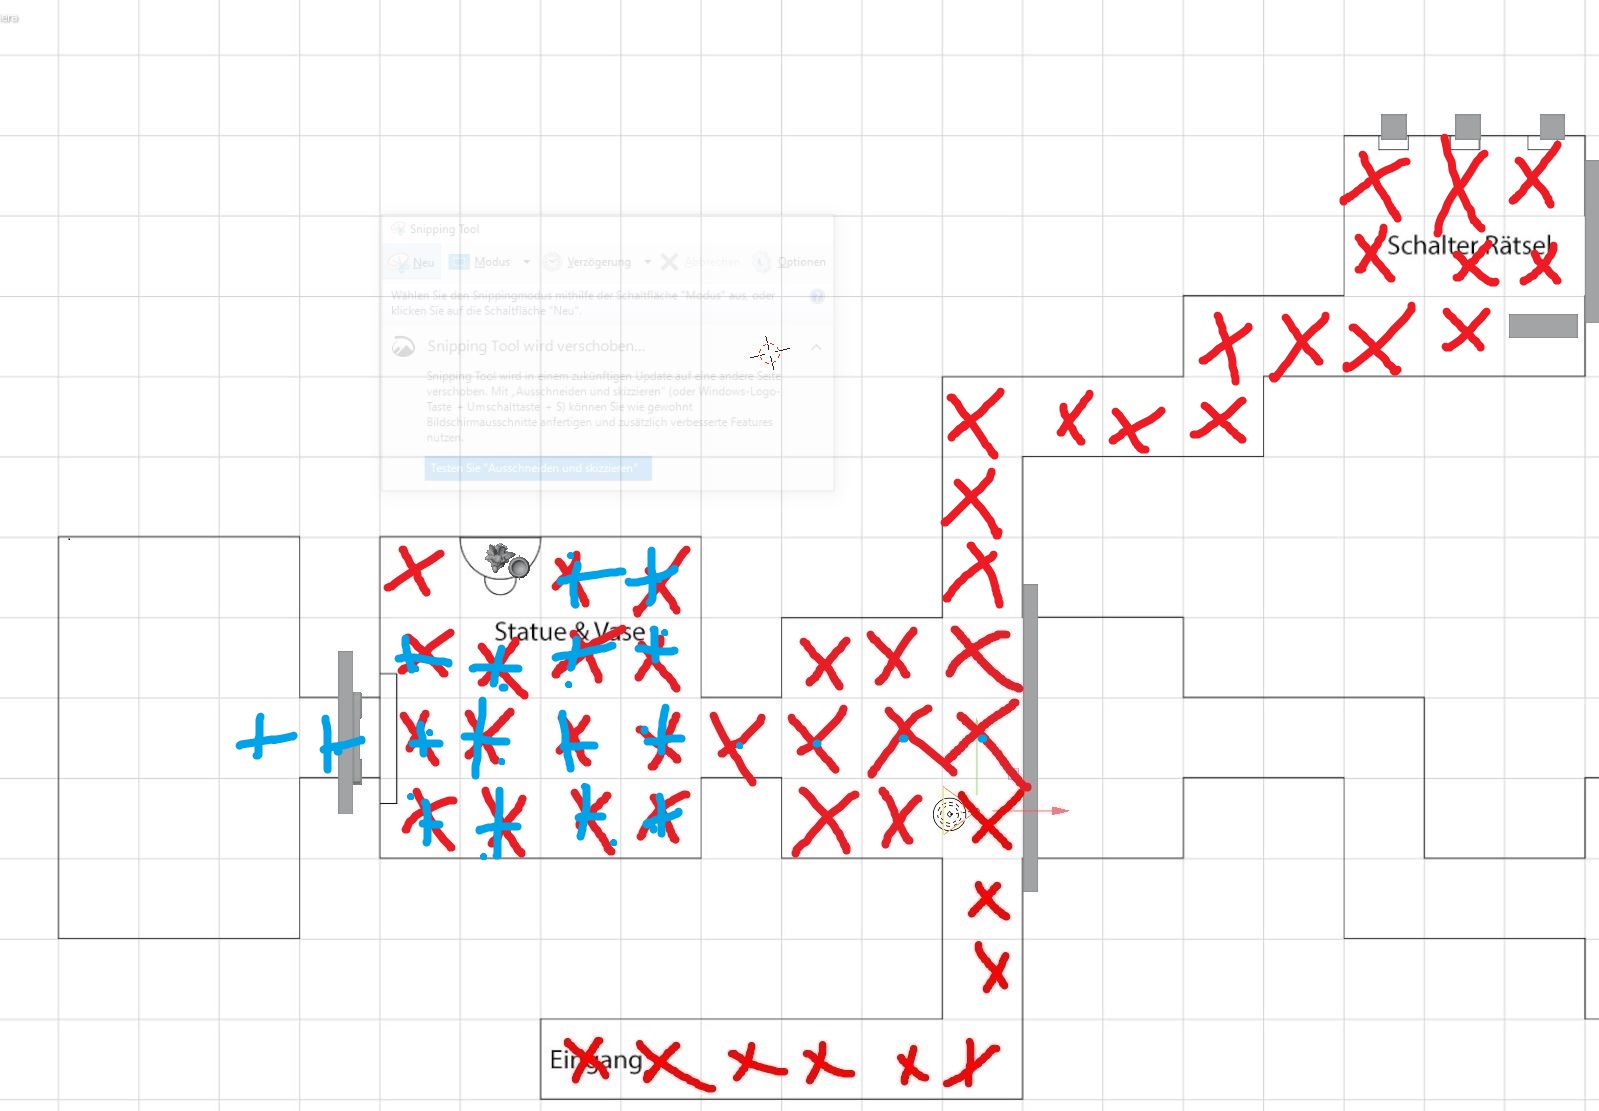 Snipping Tool
Neu Modus Verzögerung Abbrechen Optionen
Wählen Sie den Snippingmodus mithilfe der Schaltfläche "Modus" aus, oder
klicken Sie auf die Schaltfläche "Neu".
Snipping Tool wird verschoben...
Snipping Tool wird in einem zukünftigen Update auf eine andere Seite
verschoben. Mit „Ausschneiden und skizzieren" (oder Windows-Logo-
Taste + Umschalttaste + S) können Sie wie gewohnt
Bildschirmausschnitte anfertigen und zusätzlich verbesserte Features
nutzen.
Testen Sie "Ausschneiden und skizzieren"
Schalter Rätsel
Statue & Vase
Eingang